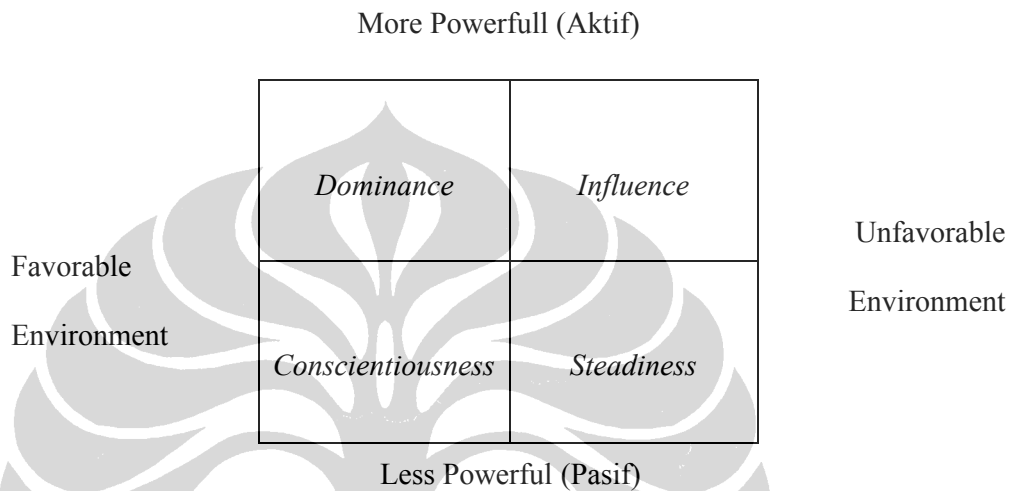 More Powerfull (Aktif)
Dominance
Influence
Favorable
Environment
Unfavorable
Environment
Conscientiousness
Steadiness
Less Powerful (Pasif)